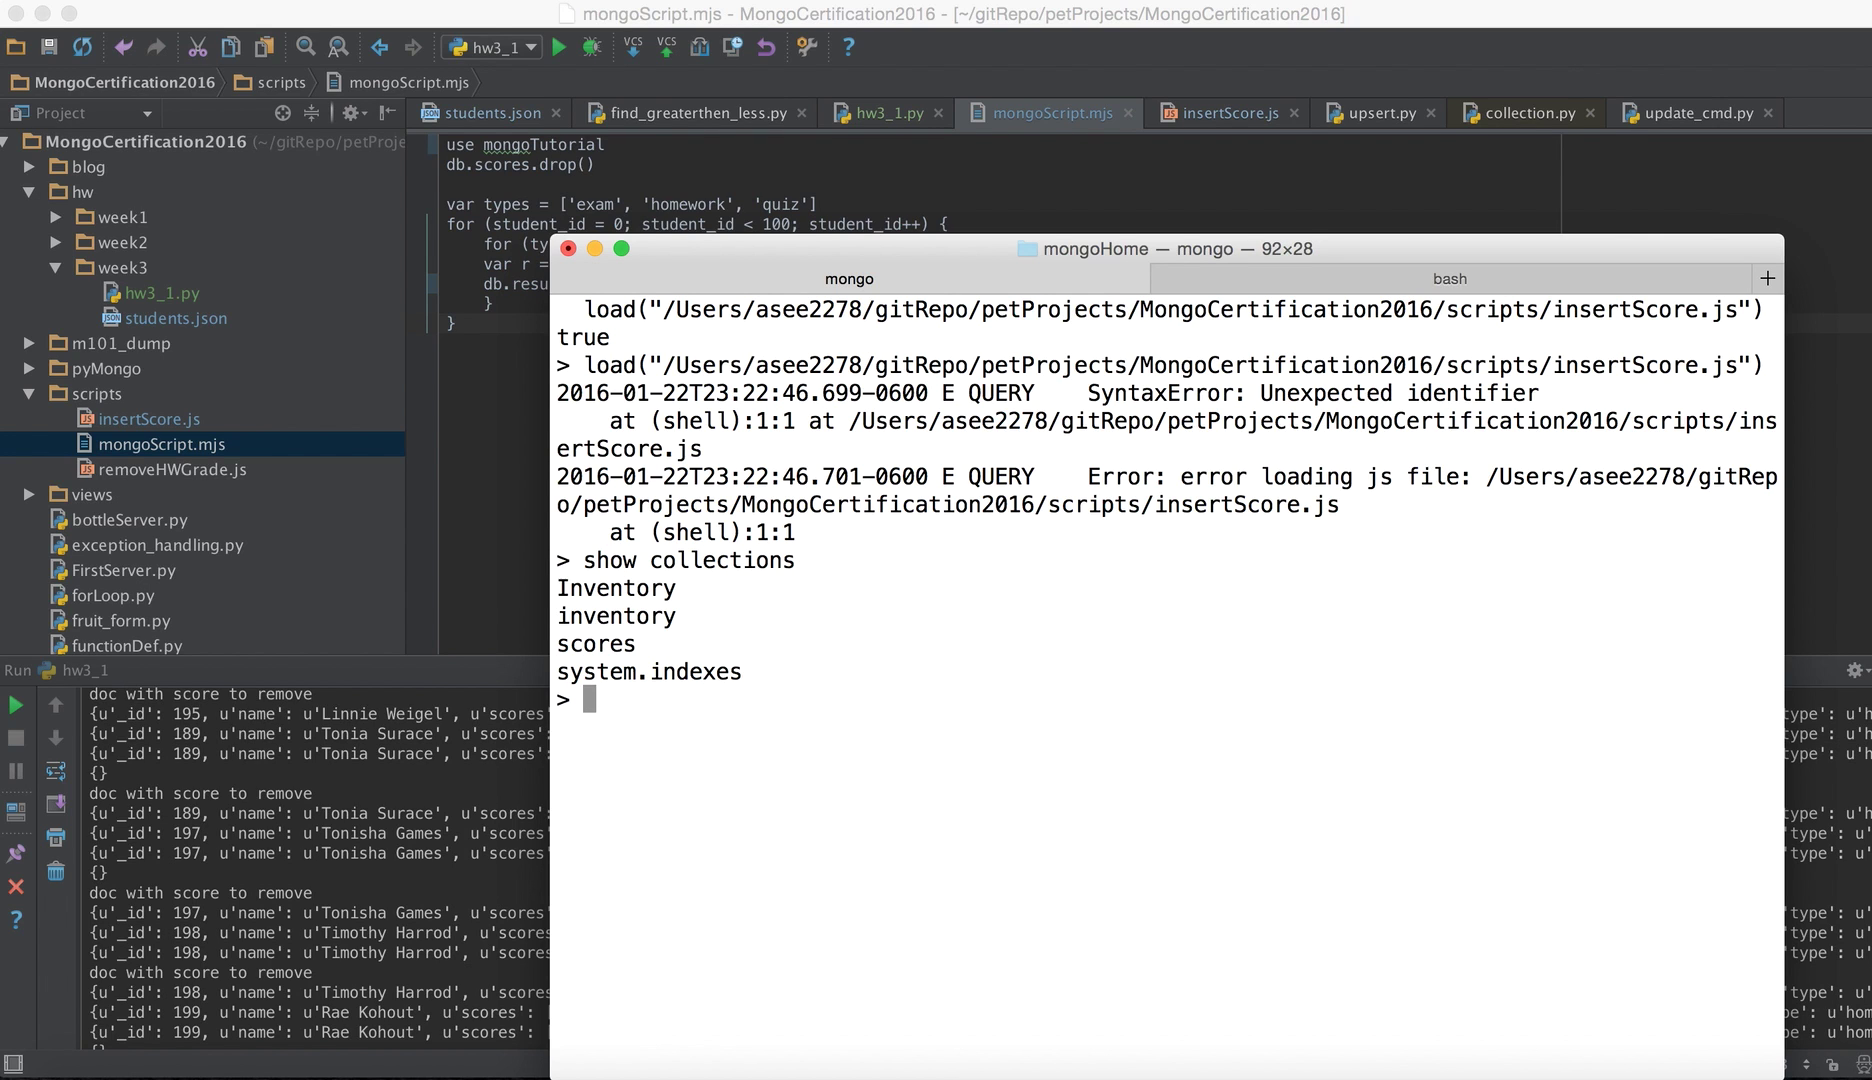 mongoScript.mjs - MongoCertification2016 - [~/gitRepo/petProjects/MongoCertification2016]
hw3_1
VCS VCS
?
MongoCertification2016 scripts mongoScript.mjs
Project
students.json find_greaterthen_less.py hw3_1.py mongoScript.mjs insertScore.js upsert.py collection.py update_cmd.py
MongoCertification2016 (~/gitRepo/petProje
blog
hw
week1
week2
week3
hw3_1.py
students.json
m101_dump
pyMongo
scripts
insertScore.js
mongoScript.mjs
removeHWGrade.js
views
bottleServer.py
exception_handling.py
FirstServer.py
forLoop.py
fruit_form.py
functionDef.py
use mongoTutorial
db.scores.drop()
var types = ['exam', 'homework', 'quiz']
for (student_id = 0; student_id < 100; student_id++) {
for (ty
var r =
db.resu
}
}
mongoHome — mongo — 92×28
mongo bash +
load("/Users/asee2278/gitRepo/petProjects/MongoCertification2016/scripts/insertScore.js")
true
> load("/Users/asee2278/gitRepo/petProjects/MongoCertification2016/scripts/insertScore.js")
2016-01-22T23:22:46.699-0600 E QUERY    SyntaxError: Unexpected identifier
at (shell):1:1 at /Users/asee2278/gitRepo/petProjects/MongoCertification2016/scripts/ins
ertScore.js
2016-01-22T23:22:46.701-0600 E QUERY    Error: error loading js file: /Users/asee2278/gitRep
o/petProjects/MongoCertification2016/scripts/insertScore.js
at (shell):1:1
> show collections
Inventory
inventory
scores
system.indexes
>
Run hw3_1
doc with score to remove
{u'_id': 195, u'name': u'Linnie Weigel', u'scores' type': u'h
{u'_id': 189, u'name': u'Tonia Surace', u'scores': type': u'
{u'_id': 189, u'name': u'Tonia Surace', u'scores': type': u'
{}
doc with score to remove
{u'_id': 189, u'name': u'Tonia Surace', u'scores': type': u'
{u'_id': 197, u'name': u'Tonisha Games', u'scores' 'type': u'
{u'_id': 197, u'name': u'Tonisha Games', u'scores' 'type': u'
{}
doc with score to remove
{u'_id': 197, u'name': u'Tonisha Games', u'scores' type': u'
{u'_id': 198, u'name': u'Timothy Harrod', u'scores type': u'
{u'_id': 198, u'name': u'Timothy Harrod', u'scores type': u'
doc with score to remove
{u'_id': 198, u'name': u'Timothy Harrod', u'scores type': u'
{u'_id': 199, u'name': u'Rae Kohout', u'scores': pe': u'hom
{u'_id': 199, u'name': u'Rae Kohout', u'scores': pe': u'hom